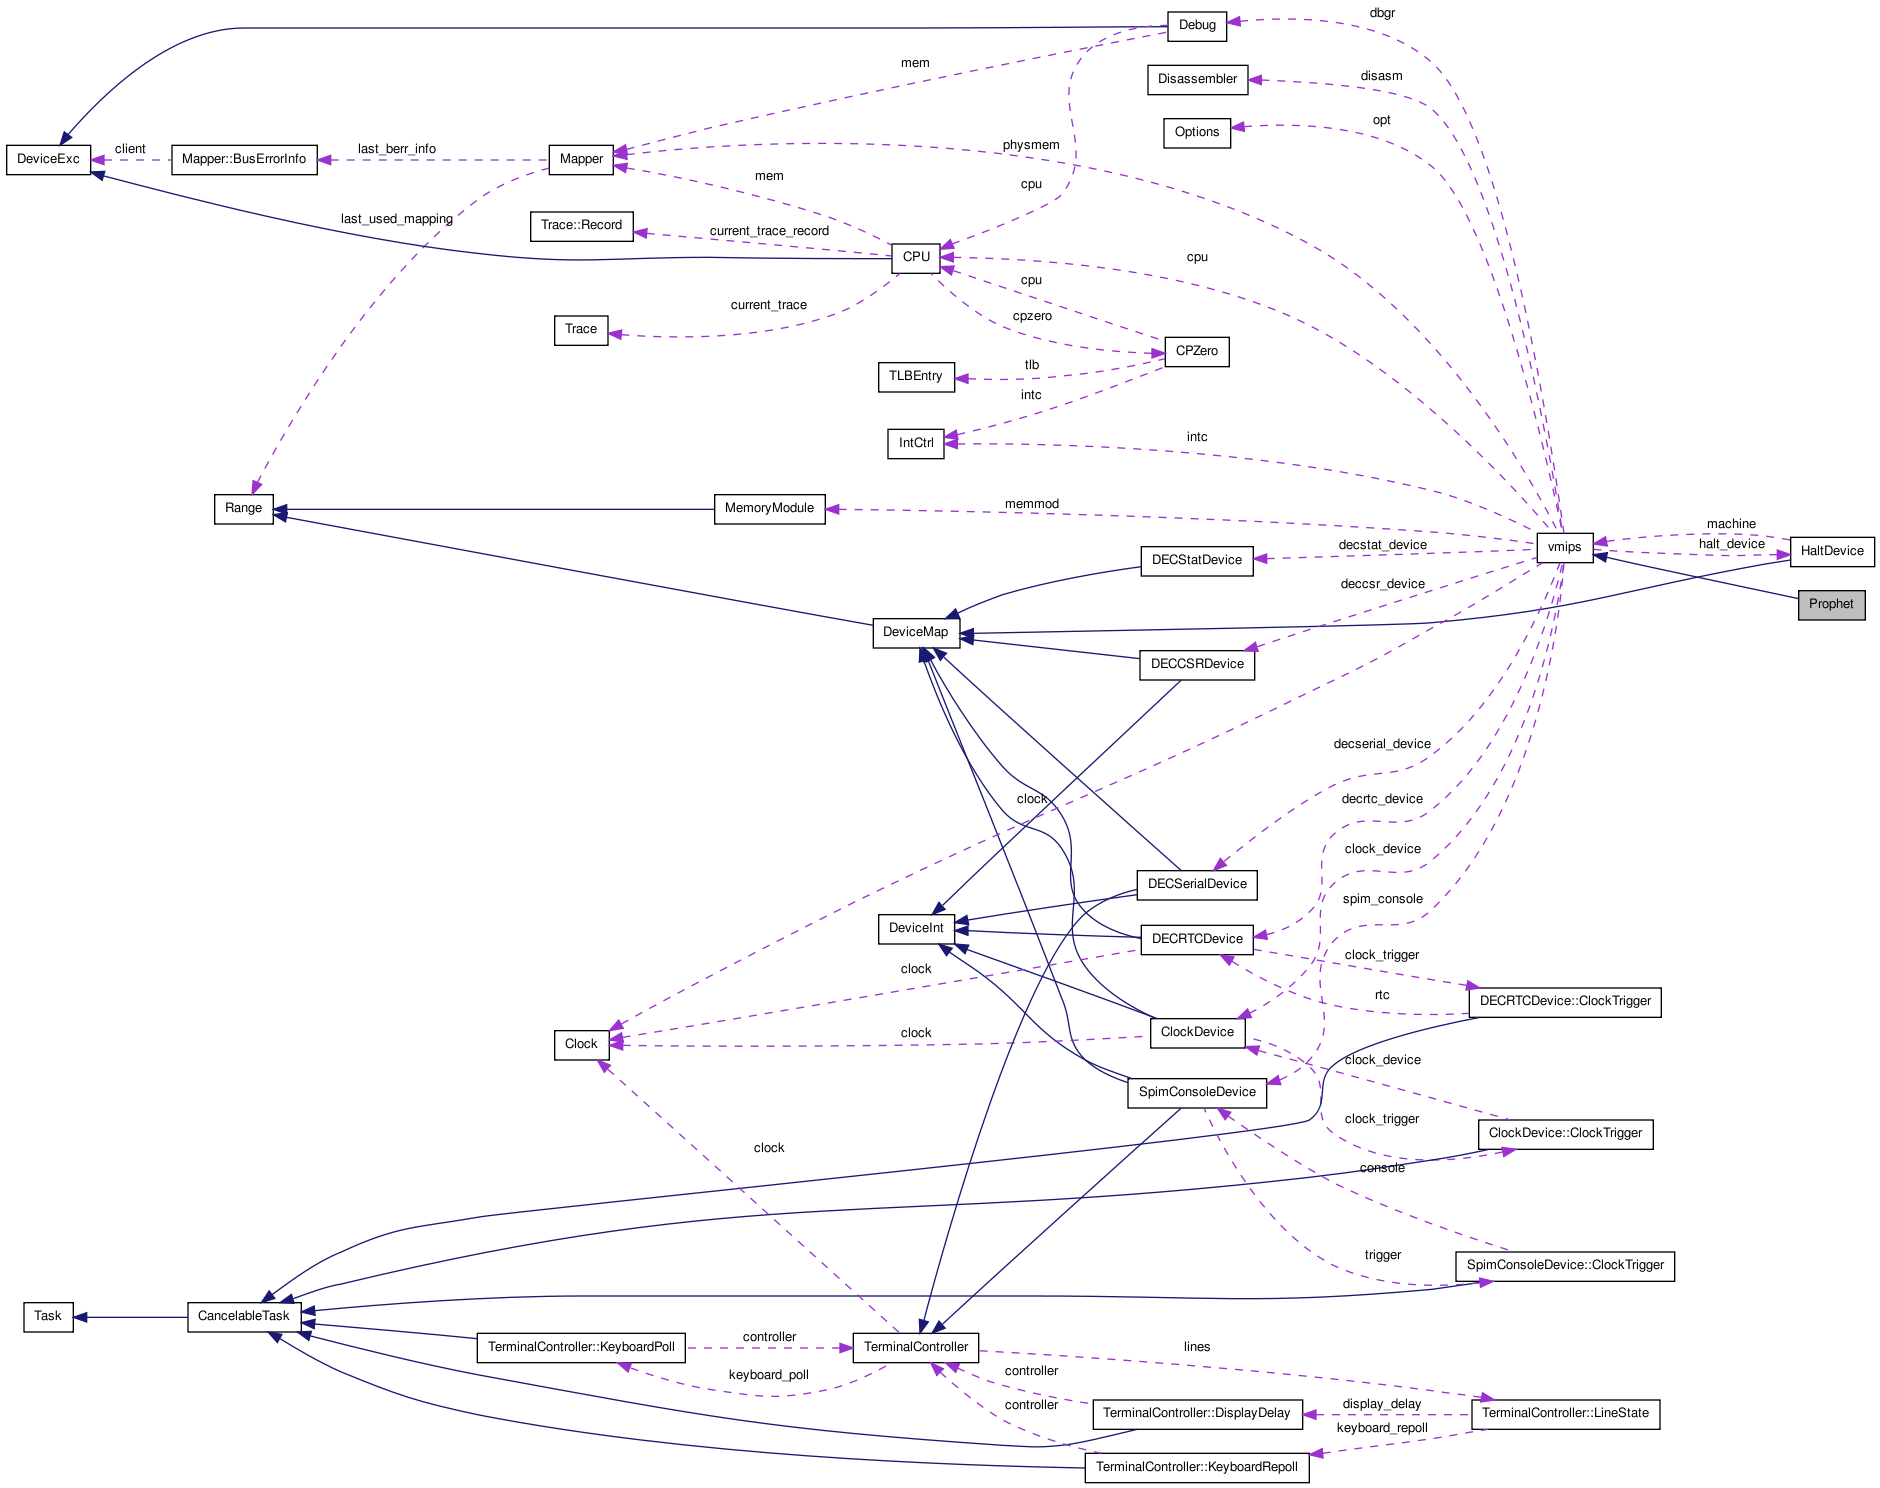 dbgr
Debug
mem
disasm
Disassembler
opt
Options
physmem
client
last_berr_info
DeviceExc
Mapper::BusErrorInfo
Mapper
mem
cpu
last_used_mapping
Trace::Record
current_trace_record
CPU
cpu
cpu
current_trace
cpzero
Trace
CPZero
tlb
TLBEntry
intc
IntCtrl
intc
Range
MemoryModule
memmod
machine
decstat_device
vmips
halt_device
HaltDevice
DECStatDevice
deccsr_device
Prophet
DeviceMap
DECCSRDevice
decserial_device
clock
decrtc_device
clock_device
DECSerialDevice
spim_console
DeviceInt
DECRTCDevice
clock_trigger
clock
rtc
DECRTCDevice::ClockTrigger
Clock
clock
ClockDevice
clock_device
SpimConsoleDevice
clock_trigger
ClockDevice::ClockTrigger
clock
console
trigger
SpimConsoleDevice::ClockTrigger
Task
CancelableTask
controller
TerminalController::KeyboardPoll
TerminalController
lines
keyboard_poll
controller
controller
display_delay
TerminalController::DisplayDelay
TerminalController::LineState
keyboard_repoll
TerminalController::KeyboardRepoll